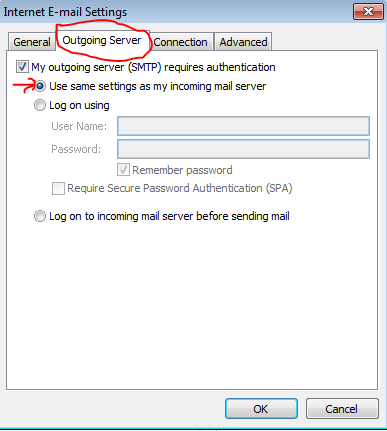 Internet E-mail Settings
General Outgoing Server Connection Advanced
My outgoing server (SMTP) requires authentication
Use same settings as my incoming mail server
Log on using
User Name:
Password:
Remember password
Require Secure Password Authentication (SPA)
Log on to incoming mail server before sending mail
OK Cancel